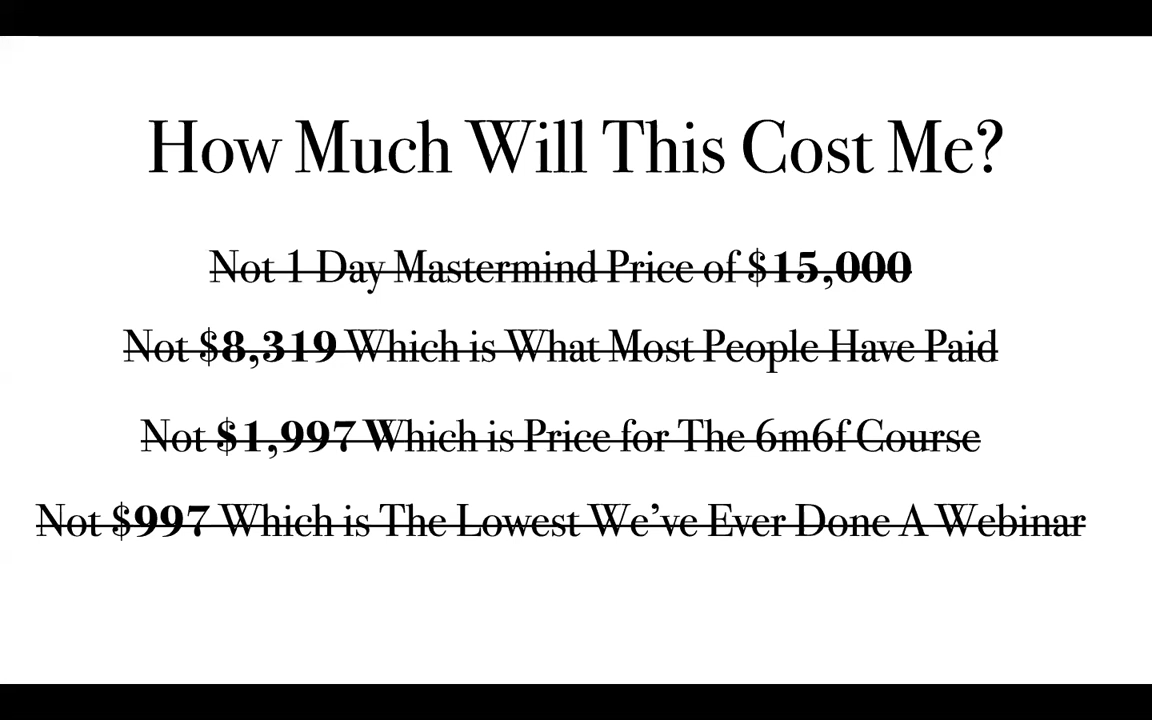 How Much Will This Cost Me?
Not 1 Day Mastermind Price of $15,000
Not $8,319 Which is What Most People Have Paid
Not $1,997 Which is Price for The 6m6f Course
Not $997 Which is The Lowest We’ve Ever Done A Webinar